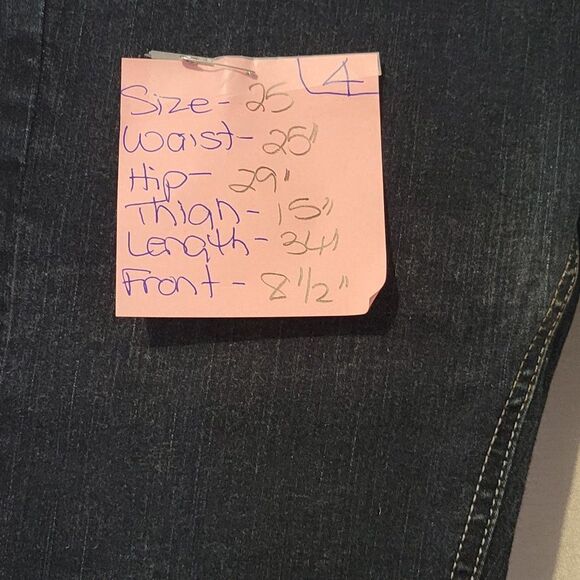 4
Size- 25
Waist- 25"
Hip- 29"
Thigh- 15"
Length- 34"
Front- 8 1/2"